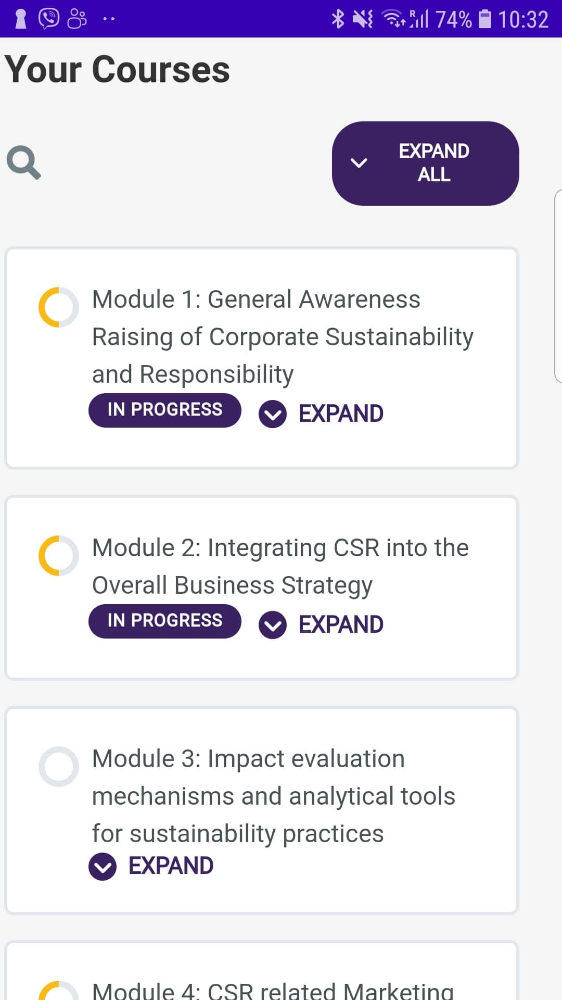 R 74% 10:32
Your Courses
EXPAND
ALL
Module 1: General Awareness
Raising of Corporate Sustainability
and Responsibility
IN PROGRESS EXPAND
Module 2: Integrating CSR into the
Overall Business Strategy
IN PROGRESS EXPAND
Module 3: Impact evaluation
mechanisms and analytical tools
for sustainability practices
EXPAND
Module 4: CSR related Marketing